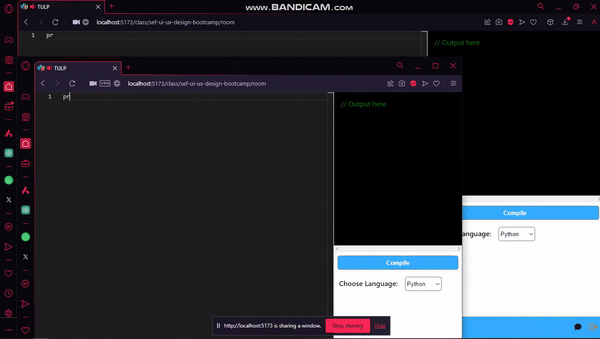 www.BANDICAM.com
TULP
localhost:5173/class/sef-ui-ux-design-bootcamp/room
1 pr
// Output here
TULP
VPN localhost:5173/class/sef-ui-ux-design-bootcamp/room
1 pr
// Output here
Compile
Language: Python
Compile
Choose Language: Python
http://localhost:5173 is sharing a window. Stop sharing Hide